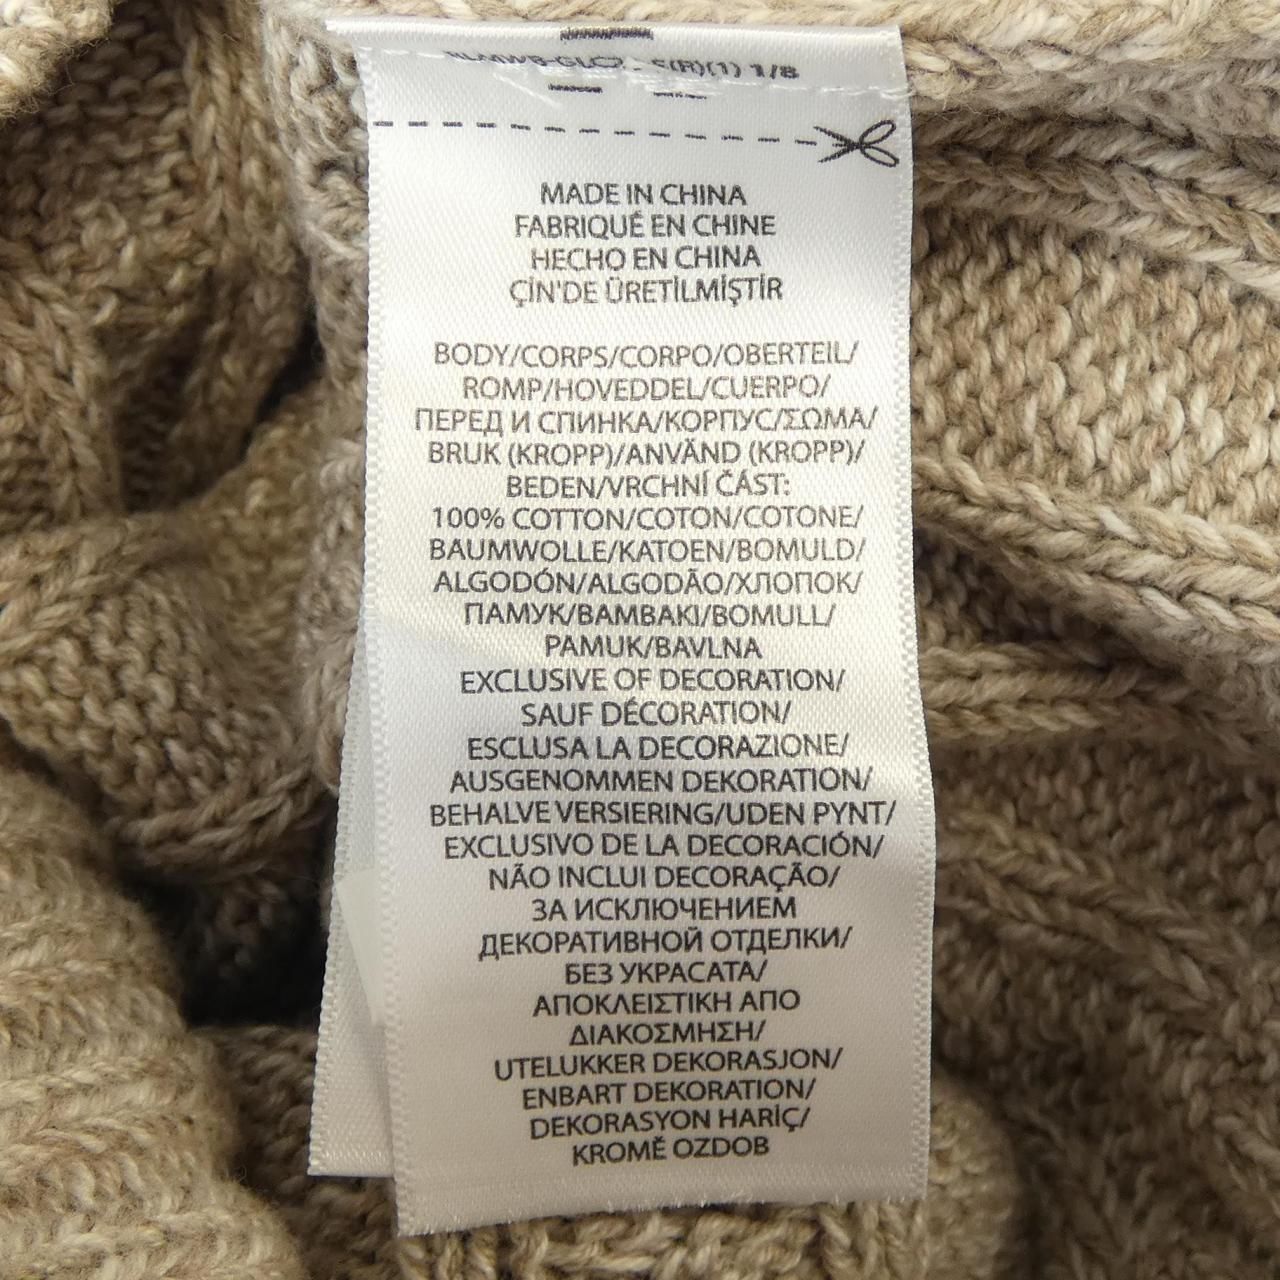 (R)(1) 1/8
MADE IN CHINA
FABRIQUÉ EN CHINE
HECHO EN CHINA
ÇİN'DE ÜRETİLMİŞTİR
BODY/CORPS/CORPO/OBERTEIL/
ROMP/HOVEDDEL/CUERPO/
ПЕРЕД И СПИНКА/КОРПУС/ΣΩΜΑ/
BRUK (KROPP)/ANVÄND (KROPP)/
BEDEN/VRCHNÍ ČÁST:
100% COTTON/COTON/COTONE/
BAUMWOLLE/KATOEN/BOMULD/
ALGODÓN/ALGODÃO/ХЛОПОК/
ПАМУК/ΒΑΜΒΑΚΙ/BOMULL/
PAMUK/BAVLNA
EXCLUSIVE OF DECORATION/
SAUF DÉCORATION/
ESCLUSA LA DECORAZIONE/
AUSGENOMMEN DEKORATION/
BEHALVE VERSIERING/UDEN PYNT/
EXCLUSIVO DE LA DECORACIÓN/
NÃO INCLUI DECORAÇÃO/
ЗА ИСКЛЮЧЕНИЕМ
ДЕКОРАТИВНОЙ ОТДЕЛКИ/
БЕЗ УКРАСАТА/
ΑΠΟΚΛΕΙΣΤΙΚΗ ΑΠΟ
ΔΙΑΚΟΣΜΗΣΗ/
UTELUKKER DEKORASJON/
ENBART DEKORATION/
DEKORASYON HARİÇ/
KROMĚ OZDOB